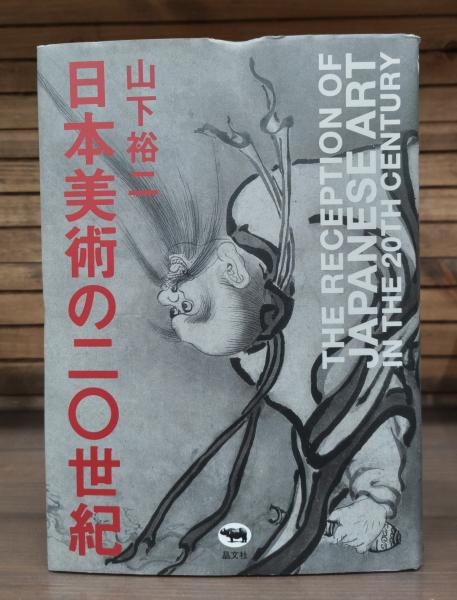 山下裕二
日本美術の二〇世紀
THE RECEPTION OF
JAPANESE ART
IN THE 20TH CENTURY
晶文社